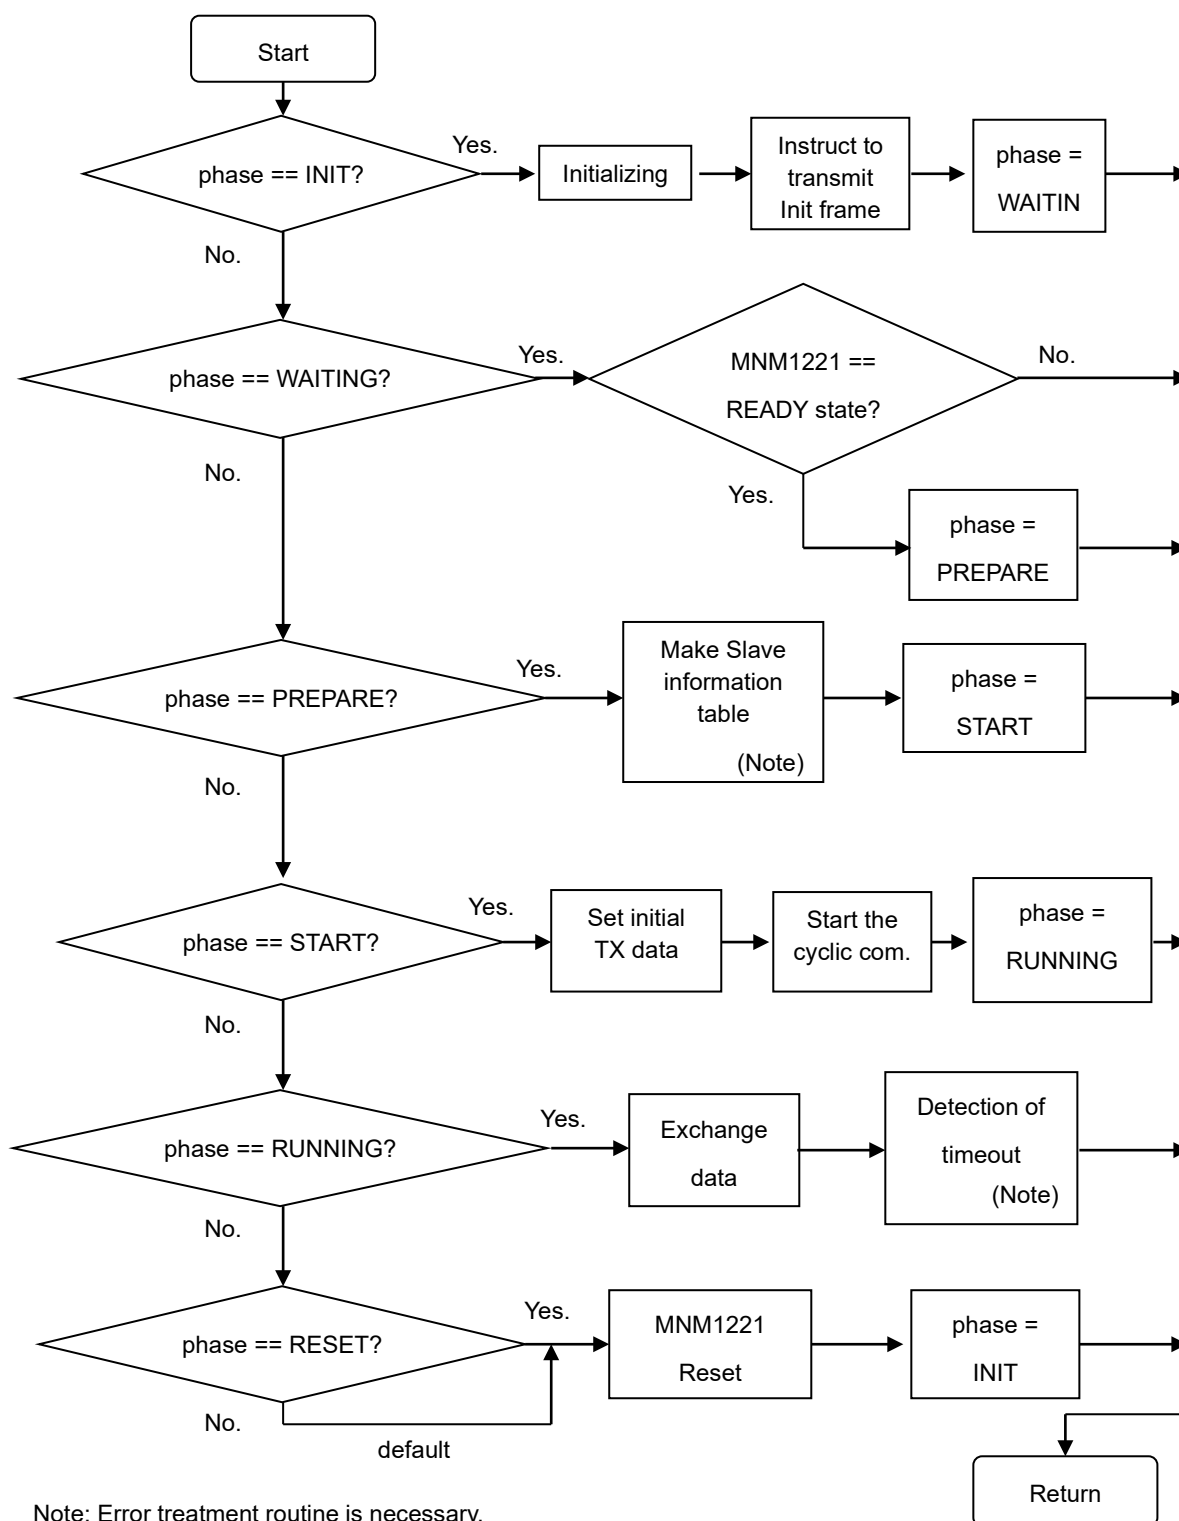 Start
phase == INIT?
Yes.
Initializing
Instruct to
transmit
Init frame
phase =
WAITIN
No.
phase == WAITING?
Yes.
MNM1221 ==
READY state?
No.
No.
Yes.
phase =
PREPARE
phase == PREPARE?
Yes.
Make Slave
information
table
(Note)
phase =
START
No.
phase == START?
Yes.
Set initial
TX data
Start the
cyclic com.
phase =
RUNNING
No.
phase == RUNNING?
Yes.
Exchange
data
Detection of
timeout
(Note)
No.
phase == RESET?
Yes.
MNM1221
Reset
phase =
INIT
No.
default
Return
Note: Error treatment routine is necessary.